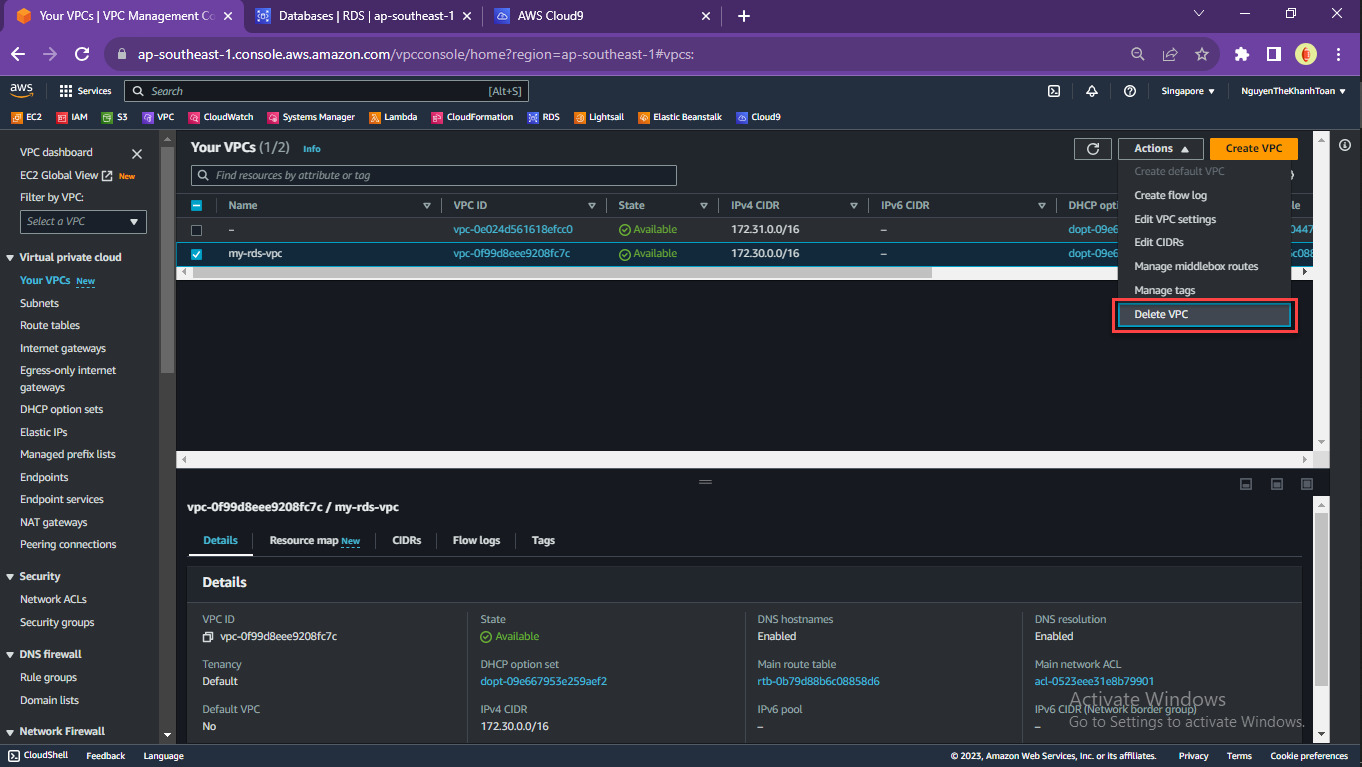 Your VPCs | VPC Management Co
Databases | RDS | ap-southeast-1
AWS Cloud9
ap-southeast-1.console.aws.amazon.com/vpcconsole/home?region=ap-southeast-1#vpcs:
aws
Services
Search
[Alt+S]
Singapore
NguyenTheKhanhToan
EC2
IAM
S3
VPC
CloudWatch
Systems Manager
Lambda
CloudFormation
RDS
Lightsail
Elastic Beanstalk
Cloud9
VPC dashboard
EC2 Global View New
Filter by VPC:
Select a VPC
Virtual private cloud
Your VPCs New
Subnets
Route tables
Internet gateways
Egress-only internet
gateways
DHCP option sets
Elastic IPs
Managed prefix lists
Endpoints
Endpoint services
NAT gateways
Peering connections
Security
Network ACLs
Security groups
DNS firewall
Rule groups
Domain lists
Network Firewall
Your VPCs (1/2) Info
Actions
Create VPC
Find resources by attribute or tag
Create default VPC
Create flow log
Edit VPC settings
Edit CIDRs
Manage middlebox routes
Manage tags
Delete VPC
Name VPC ID State IPv4 CIDR IPv6 CIDR DHCP opti le
– vpc-0e024d561618efcc0 Available 172.31.0.0/16 – dopt-09e6 0447
my-rds-vpc vpc-0f99d8eee9208fc7c Available 172.30.0.0/16 – dopt-09e6 6c088
vpc-0f99d8eee9208fc7c / my-rds-vpc
Details
Resource map New
CIDRs
Flow logs
Tags
Details
VPC ID
vpc-0f99d8eee9208fc7c
State
Available
DNS hostnames
Enabled
DNS resolution
Enabled
Tenancy
Default
DHCP option set
dopt-09e667953e259aef2
Main route table
rtb-0b79d88b6c08858d6
Main network ACL
acl-0523eee31e8b79901
Default VPC
No
IPv4 CIDR
172.30.0.0/16
IPv6 pool
–
IPv6 CIDR (Network border group)
–
Activate Windows
Go to Settings to activate Windows.
CloudShell
Feedback
Language
© 2023, Amazon Web Services, Inc. or its affiliates.
Privacy
Terms
Cookie preferences